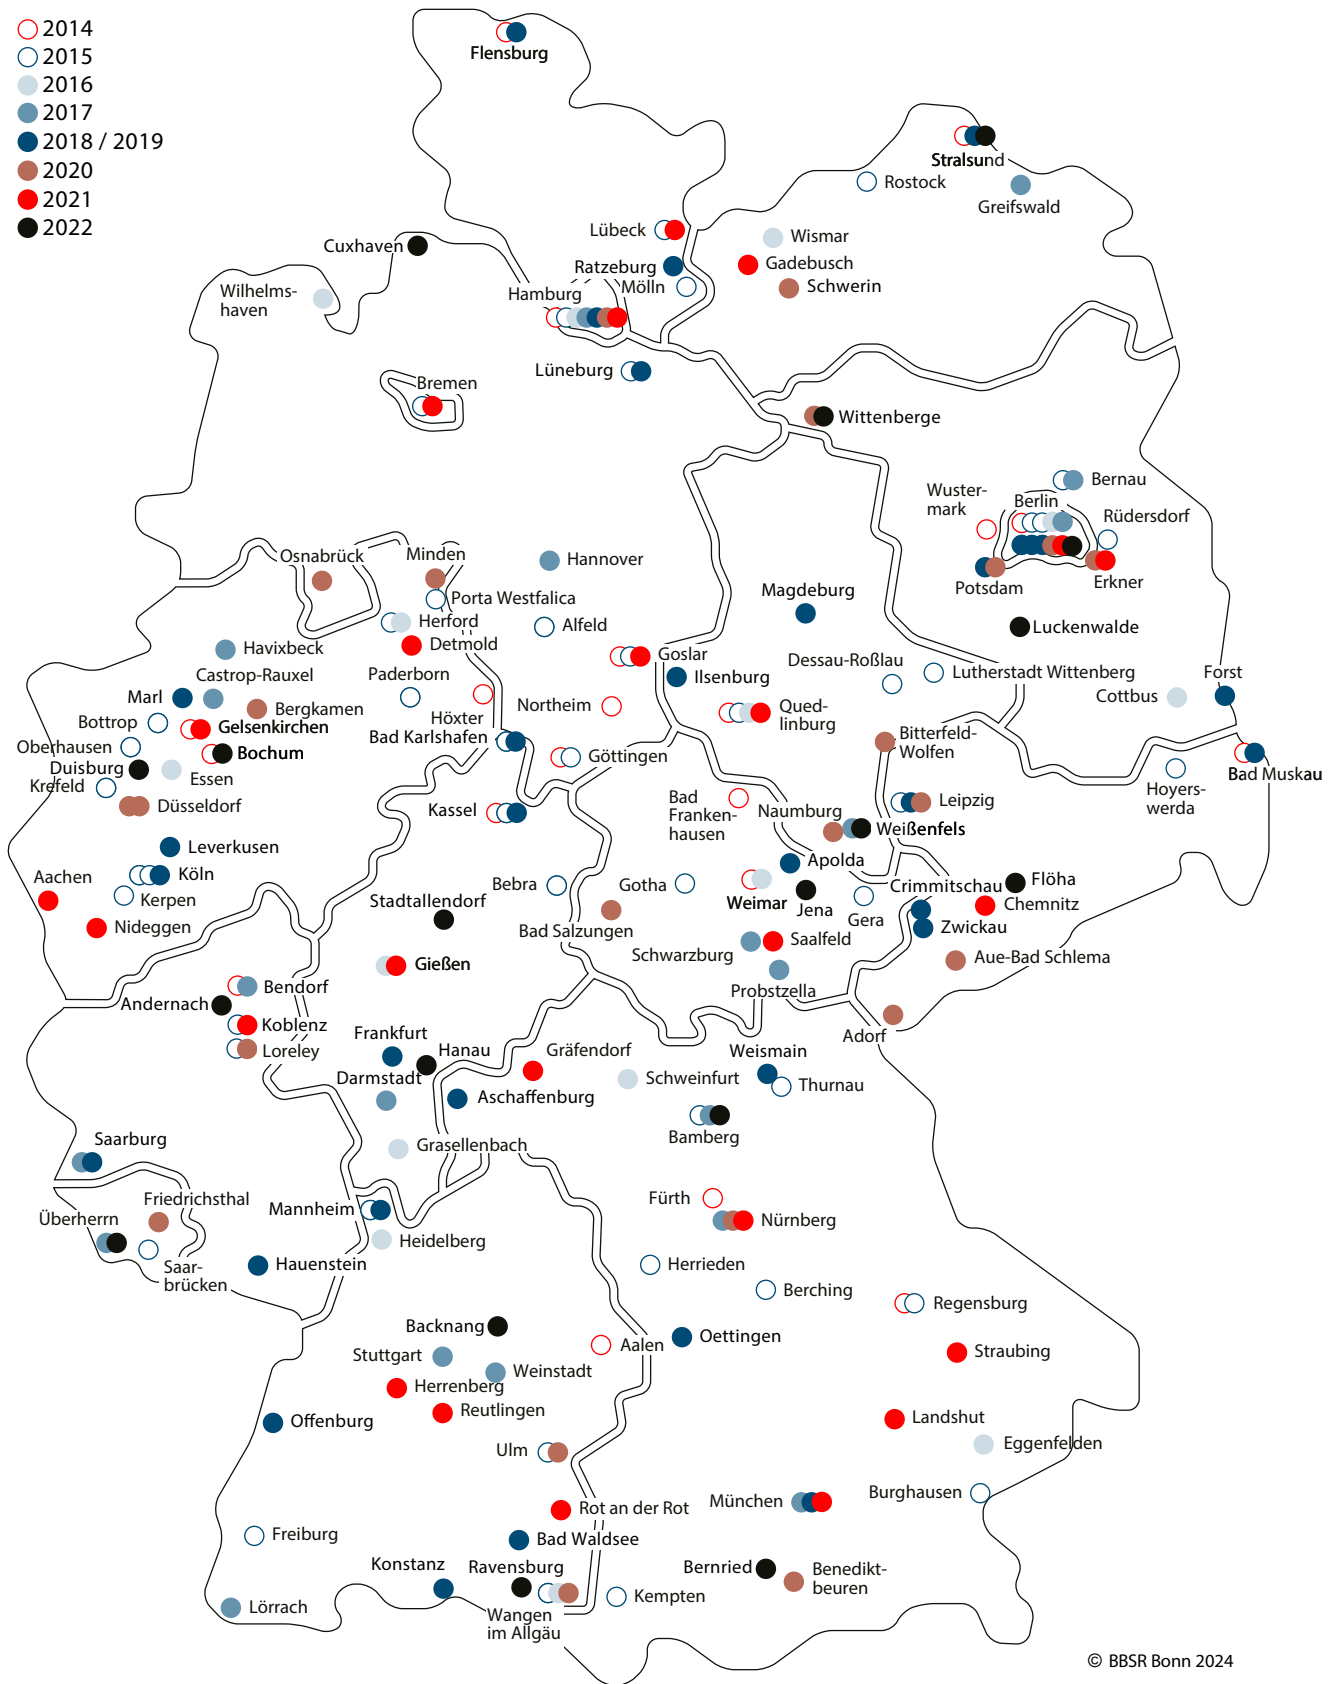 2014
2015
2016
2017
2018 / 2019
2020
2021
2022
Flensburg
Stralsund
Rostock
Greifswald
Lübeck
Wismar
Cuxhaven
Gadebusch
Ratzeburg
Mölln
Schwerin
Wilhelms-
haven
Hamburg
Lüneburg
Bremen
Wittenberge
Bernau
Wuster-
mark
Berlin
Rüdersdorf
Osnabrück
Minden
Hannover
Potsdam
Erkner
Magdeburg
Porta Westfalica
Herford
Alfeld
Luckenwalde
Havixbeck
Detmold
Goslar
Dessau-Roßlau
Lutherstadt Wittenberg
Forst
Castrop-Rauxel
Paderborn
Ilsenburg
Cottbus
Marl
Bergkamen
Northeim
Qued-
linburg
Bottrop
Gelsenkirchen
Höxter
Bad Karlshafen
Bitterfeld-
Wolfen
Oberhausen
Bochum
Göttingen
Duisburg
Essen
Bad Muskau
Krefeld
Hoyers-
werda
Düsseldorf
Kassel
Bad
Franken-
hausen
Naumburg
Leipzig
Weißenfels
Leverkusen
Apolda
Aachen
Köln
Kerpen
Bebra
Gotha
Weimar
Jena
Crimmitschau
Flöha
Chemnitz
Stadtallendorf
Gera
Nideggen
Bad Salzungen
Zwickau
Saalfeld
Schwarzburg
Aue-Bad Schlema
Gießen
Bendorf
Probstzella
Andernach
Koblenz
Adorf
Frankfurt
Loreley
Hanau
Gräfendorf
Weismain
Darmstadt
Schweinfurt
Thurnau
Aschaffenburg
Saarburg
Bamberg
Grasellenbach
Friedrichsthal
Fürth
Mannheim
Überherrn
Nürnberg
Heidelberg
Saar-
brücken
Hauenstein
Herrieden
Berching
Regensburg
Backnang
Aalen
Oettingen
Stuttgart
Weinstadt
Straubing
Herrenberg
Reutlingen
Offenburg
Landshut
Ulm
Eggenfelden
Burghausen
München
Rot an der Rot
Freiburg
Bad Waldsee
Konstanz
Ravensburg
Bernried
Benedikt-
beuren
Lörrach
Kempten
Wangen
im Allgäu
© BBSR Bonn 2024